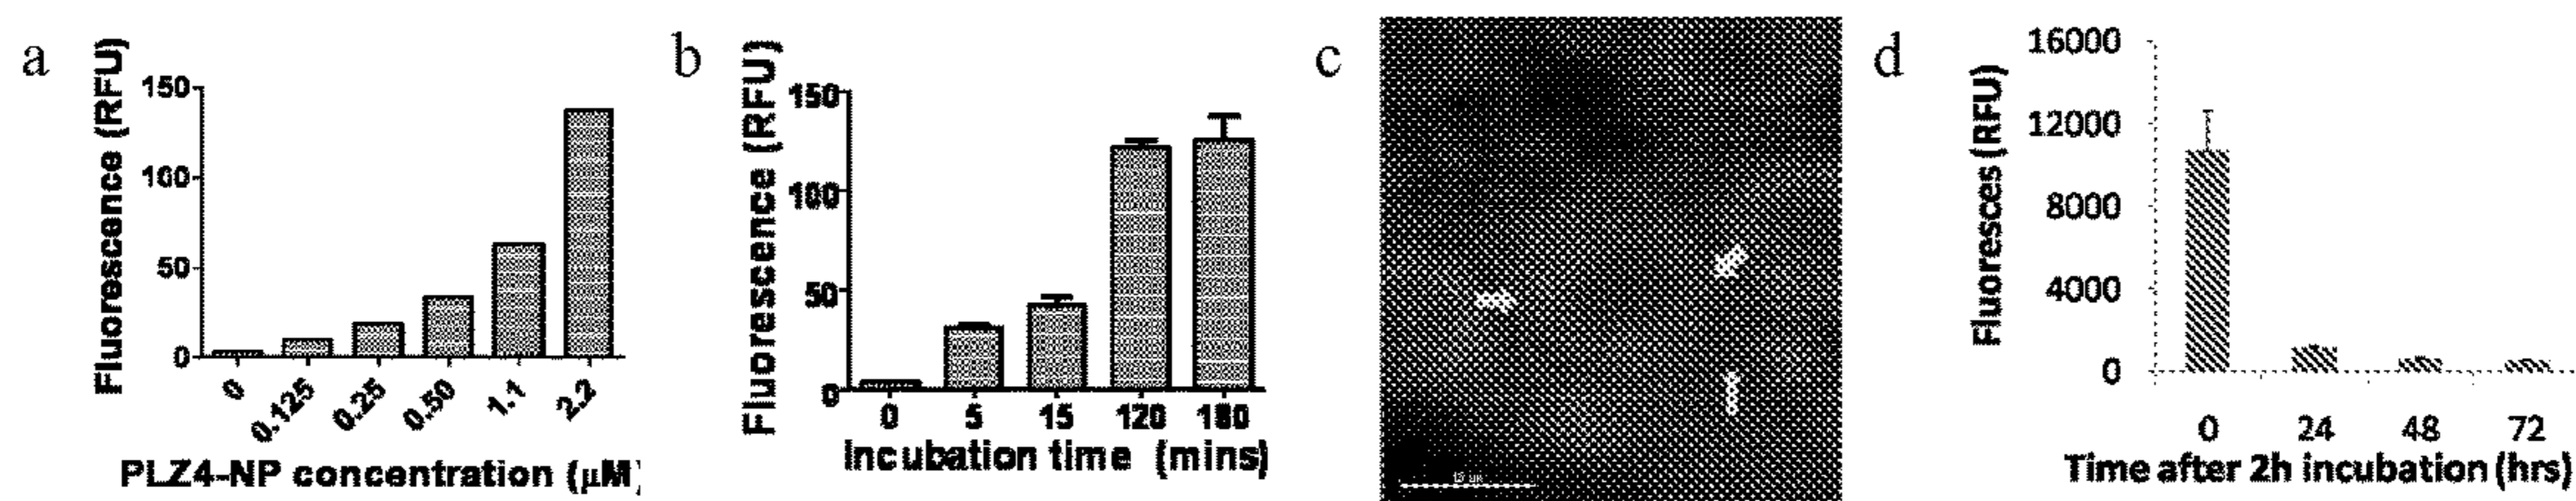 a
Fluorescence (RFU)
150
100
50
0
0
0.125
0.25
0.50
1.1
2.2
PLZ4-NP concentration (μM)
b
Fluorescence (RFU)
150
100
50
0
0
5
15
120
180
Incubation time (mins)
c
d
Fluoresces (RFU)
16000
12000
8000
4000
0
0
24
48
72
Time after 2h incubation (hrs)